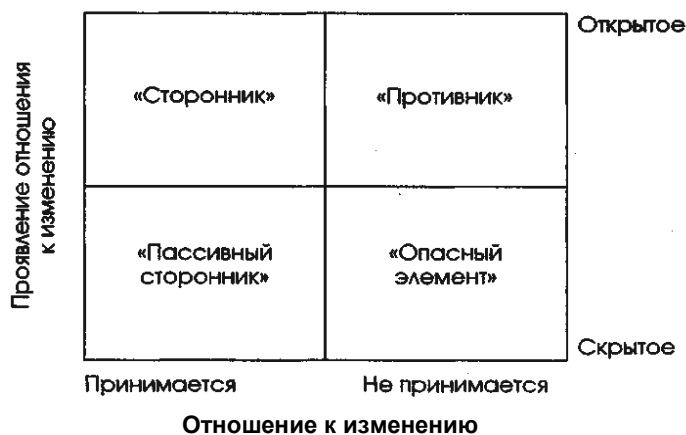 Открытое
Проявление отношения
к изменению
«Сторонник»
«Противник»
«Пассивный
сторонник»
«Опасный
элемент»
Скрытое
Принимается
Не принимается
Отношение к изменению